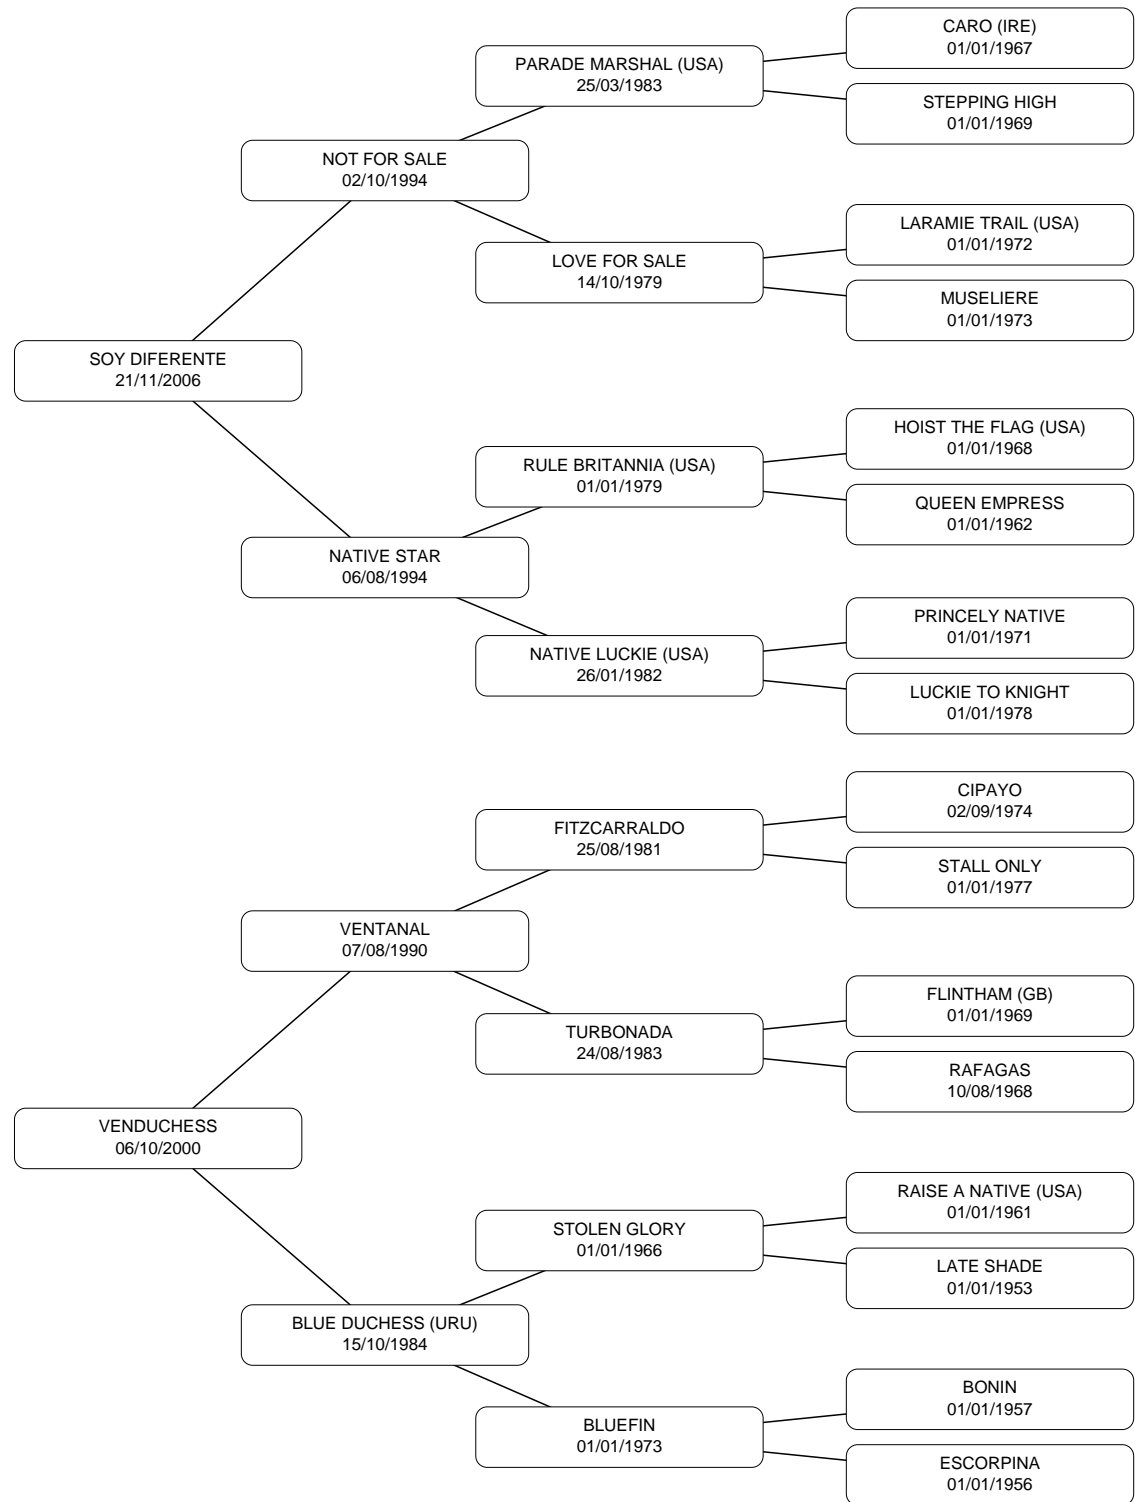 CARO (IRE)
01/01/1967
PARADE MARSHAL (USA)
25/03/1983
STEPPING HIGH
01/01/1969
NOT FOR SALE
02/10/1994
LARAMIE TRAIL (USA)
01/01/1972
LOVE FOR SALE
14/10/1979
MUSELIERE
01/01/1973
SOY DIFERENTE
21/11/2006
HOIST THE FLAG (USA)
01/01/1968
RULE BRITANNIA (USA)
01/01/1979
QUEEN EMPRESS
01/01/1962
NATIVE STAR
06/08/1994
PRINCELY NATIVE
01/01/1971
NATIVE LUCKIE (USA)
26/01/1982
LUCKIE TO KNIGHT
01/01/1978
CIPAYO
02/09/1974
FITZCARRALDO
25/08/1981
STALL ONLY
01/01/1977
VENTANAL
07/08/1990
FLINTHAM (GB)
01/01/1969
TURBONADA
24/08/1983
RAFAGAS
10/08/1968
VENDUCHESS
06/10/2000
RAISE A NATIVE (USA)
01/01/1961
STOLEN GLORY
01/01/1966
LATE SHADE
01/01/1953
BLUE DUCHESS (URU)
15/10/1984
BONIN
01/01/1957
BLUEFIN
01/01/1973
ESCORPINA
01/01/1956